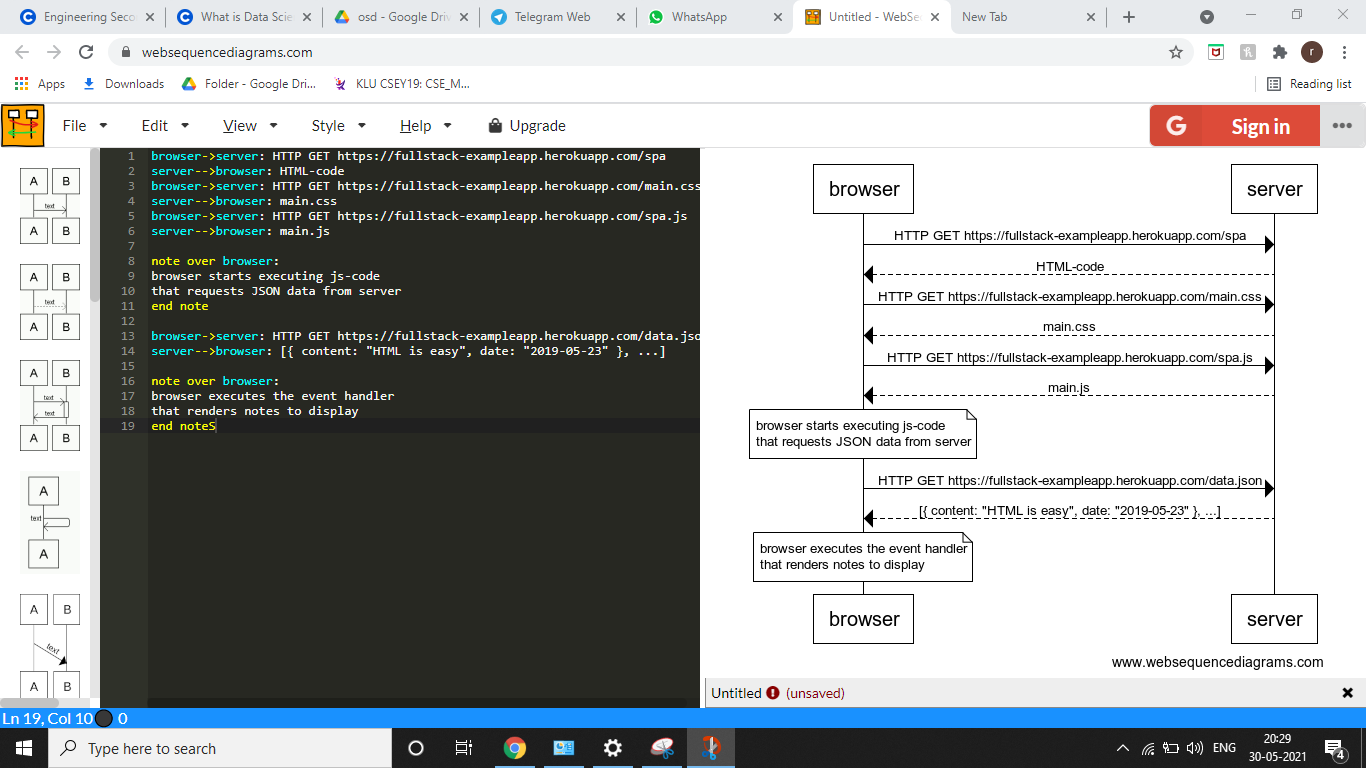 Engineering Seco
What is Data Scie
osd - Google Driv
Telegram Web
WhatsApp
Untitled - WebSe
New Tab
websequencediagrams.com
r
Apps
Downloads
Folder - Google Dri...
KLU CSEY19: CSE_M...
Reading list
File
Edit
View
Style
Help
Upgrade
G
Sign in
A B
text
A B
A B
text
A B
A B
text
text
A B
A
text
A
A B
text
A B
1 browser->server: HTTP GET https://fullstack-exampleapp.herokuapp.com/spa
2 server-->browser: HTML-code
3 browser->server: HTTP GET https://fullstack-exampleapp.herokuapp.com/main.css
4 server-->browser: main.css
5 browser->server: HTTP GET https://fullstack-exampleapp.herokuapp.com/spa.js
6 server-->browser: main.js
7
8 note over browser:
9 browser starts executing js-code
10 that requests JSON data from server
11 end note
12
13 browser->server: HTTP GET https://fullstack-exampleapp.herokuapp.com/data.jso
14 server-->browser: [{ content: "HTML is easy", date: "2019-05-23" }, ...]
15
16 note over browser:
17 browser executes the event handler
18 that renders notes to display
19 end noteS
browser
server
HTTP GET https://fullstack-exampleapp.herokuapp.com/spa
HTML-code
HTTP GET https://fullstack-exampleapp.herokuapp.com/main.css
main.css
HTTP GET https://fullstack-exampleapp.herokuapp.com/spa.js
main.js
browser starts executing js-code
that requests JSON data from server
HTTP GET https://fullstack-exampleapp.herokuapp.com/data.json
[{ content: "HTML is easy", date: "2019-05-23" }, ...]
browser executes the event handler
that renders notes to display
browser
server
www.websequencediagrams.com
Untitled (unsaved)
Ln 19, Col 10 0
Type here to search
ENG
20:29
30-05-2021
4